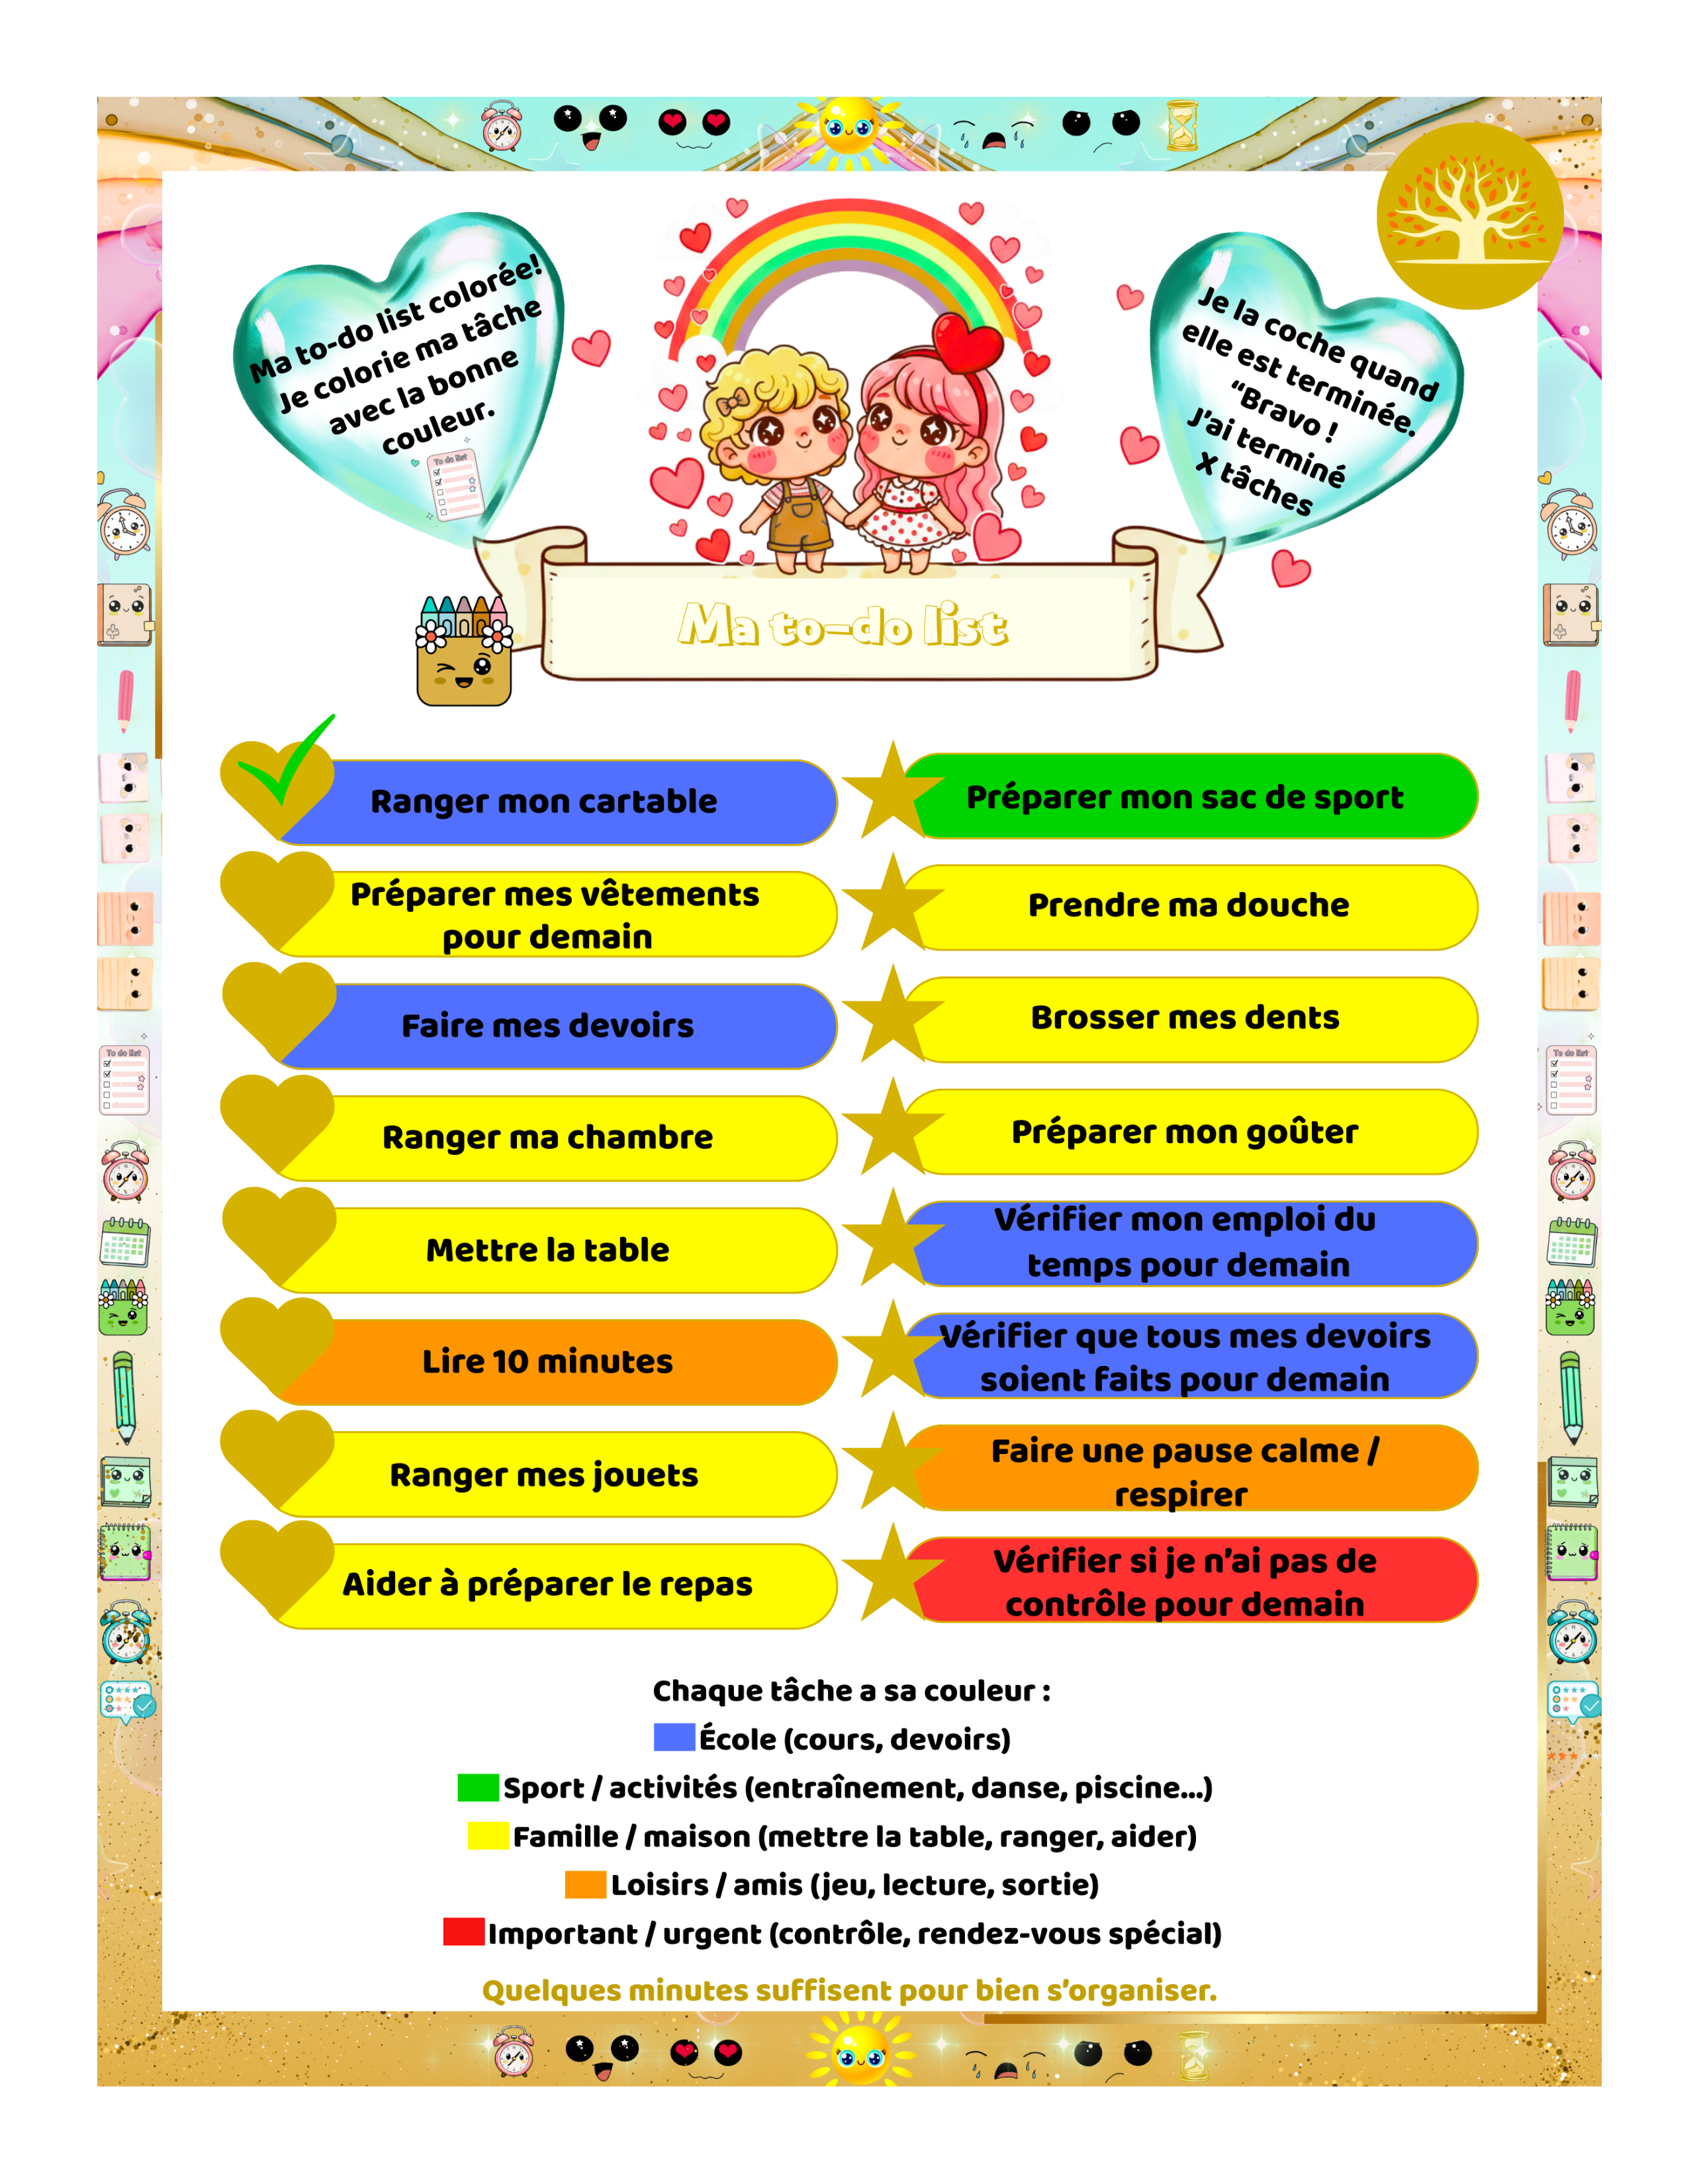 Ma to-do list colorée!
Je colorie ma tâche
avec la bonne
couleur.
To do list
Je la coche quand
elle est terminée.
“Bravo !
J’ai terminé
X tâches
Ma to-do list
Ranger mon cartable
Préparer mes vêtements
pour demain
Faire mes devoirs
Ranger ma chambre
Mettre la table
Lire 10 minutes
Ranger mes jouets
Aider à préparer le repas
Préparer mon sac de sport
Prendre ma douche
Brosser mes dents
Préparer mon goûter
Vérifier mon emploi du
temps pour demain
Vérifier que tous mes devoirs
soient faits pour demain
Faire une pause calme /
respirer
Vérifier si je n’ai pas de
contrôle pour demain
Chaque tâche a sa couleur :
École (cours, devoirs)
Sport / activités (entraînement, danse, piscine...)
Famille / maison (mettre la table, ranger, aider)
Loisirs / amis (jeu, lecture, sortie)
Important / urgent (contrôle, rendez-vous spécial)
Quelques minutes suffisent pour bien s’organiser.
To do list
To do list